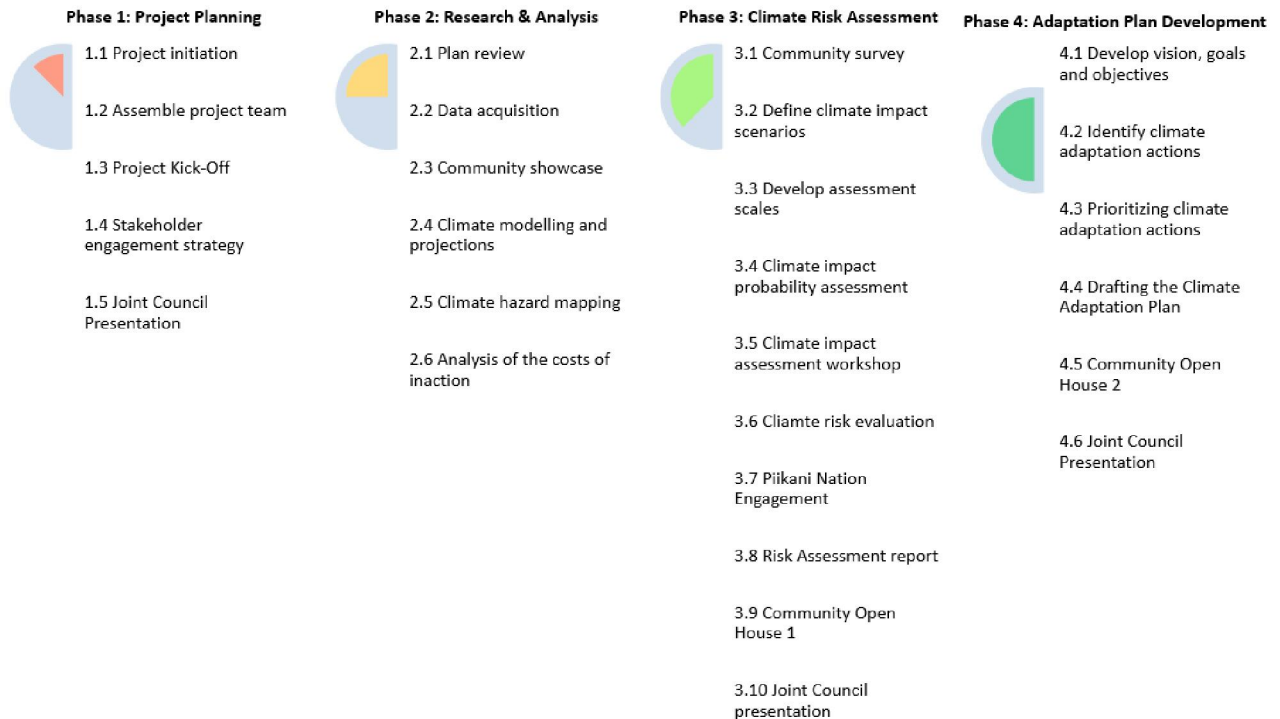 Phase 1: Project Planning
1.1 Project initiation
1.2 Assemble project team
1.3 Project Kick-Off
1.4 Stakeholder
engagement strategy
1.5 Joint Council
Presentation
Phase 2: Research & Analysis
2.1 Plan review
2.2 Data acquisition
2.3 Community showcase
2.4 Climate modelling and
projections
2.5 Climate hazard mapping
2.6 Analysis of the costs of
inaction
Phase 3: Climate Risk Assessment
3.1 Community survey
3.2 Define climate impact
scenarios
3.3 Develop assessment
scales
3.4 Climate impact
probability assessment
3.5 Climate impact
assessment workshop
3.6 Cliamte risk evaluation
3.7 Piikani Nation
Engagement
3.8 Risk Assessment report
3.9 Community Open
House 1
3.10 Joint Council
presentation
Phase 4: Adaptation Plan Development
4.1 Develop vision, goals
and objectives
4.2 Identify climate
adaptation actions
4.3 Prioritizing climate
adaptation actions
4.4 Drafting the Climate
Adaptation Plan
4.5 Community Open
House 2
4.6 Joint Council
Presentation